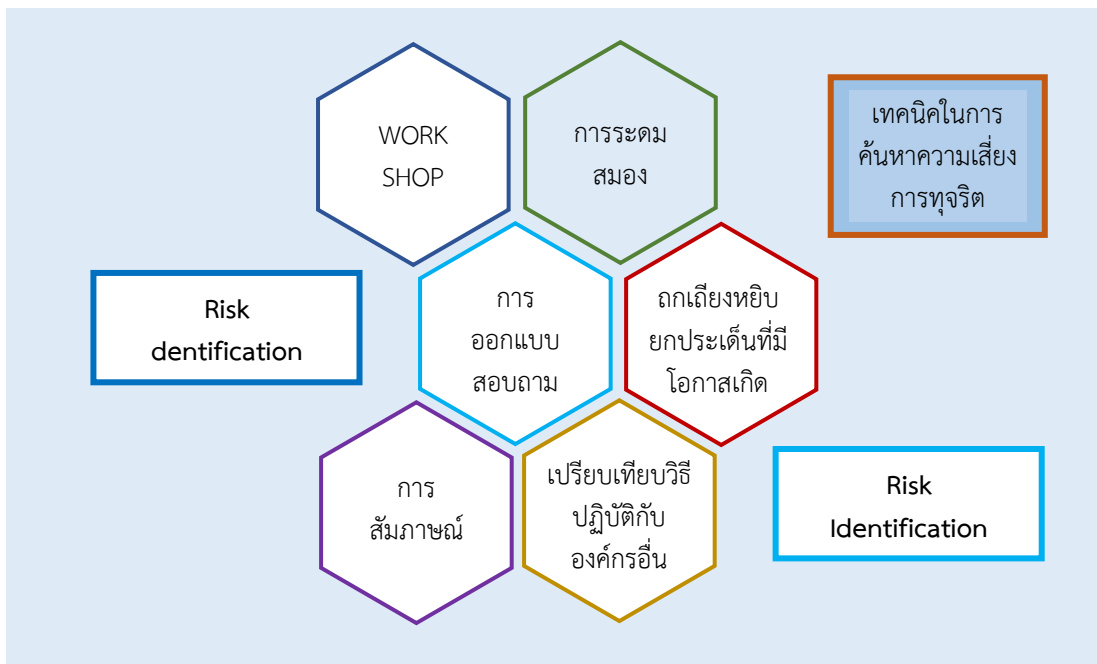 WORK
SHOP
การระดม
สมอง
เทคนิคในการ
ค้นหาความเสี่ยง
การทุจริต
Risk
dentification
การ
ออกแบบ
สอบถาม
ถกเถียงหยิบ
ยกประเด็นที่มี
โอกาสเกิด
การ
สัมภาษณ์
เปรียบเทียบวิธี
ปฏิบัติกับ
องค์กรอื่น
Risk
Identification